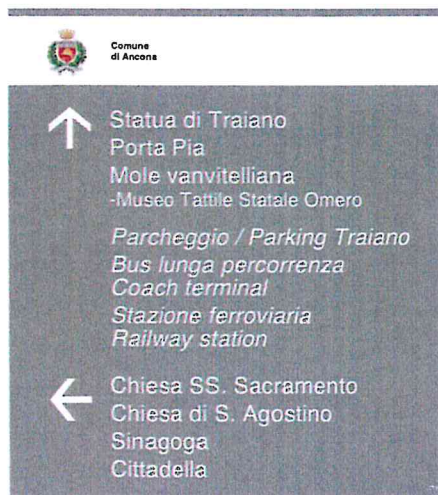 Comune
di Ancona
Statua di Traiano
Porta Pia
Mole vanvitelliana
-Museo Tattile Statale Omero
Parcheggio / Parking Traiano
Bus lunga percorrenza
Coach terminal
Stazione ferroviaria
Railway station
Chiesa SS. Sacramento
Chiesa di S. Agostino
Sinagoga
Cittadella